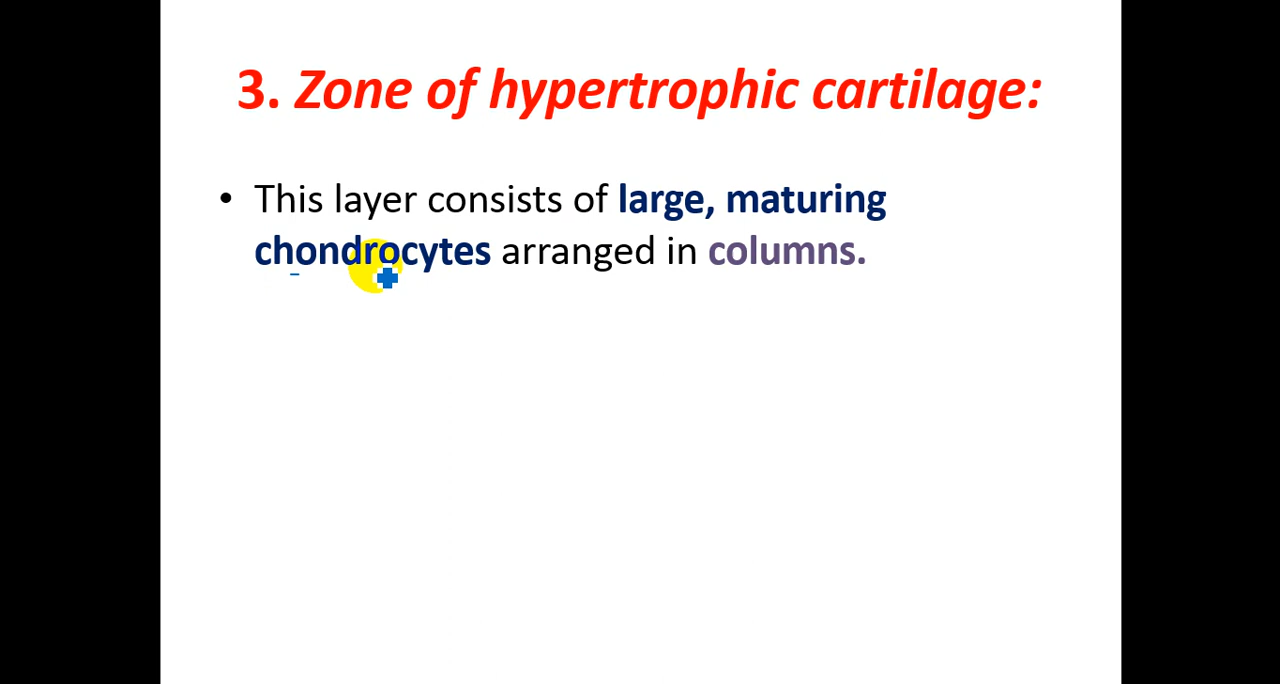 3. Zone of hypertrophic cartilage:
• This layer consists of large, maturing
chondrocytes arranged in columns.